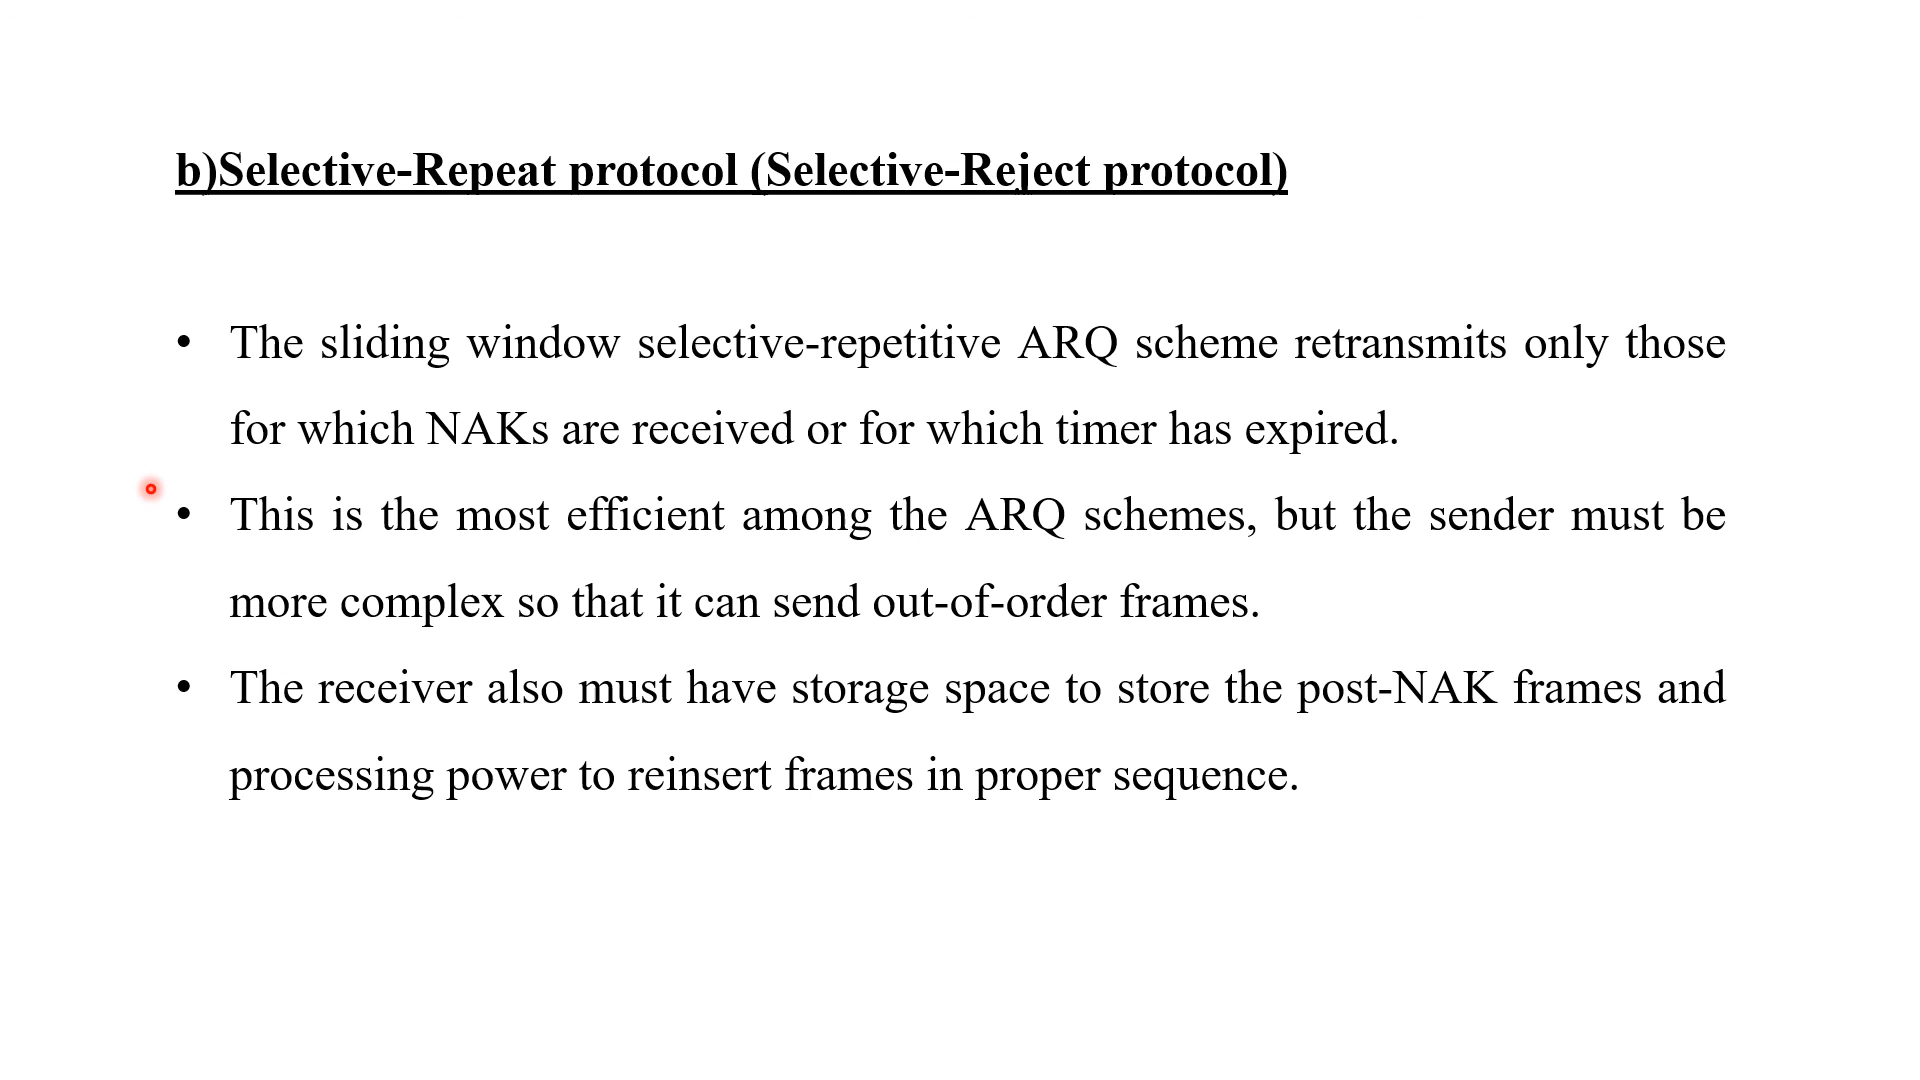 b)Selective-Repeat protocol (Selective-Reject protocol)
• The sliding window selective-repetitive ARQ scheme retransmits only those
for which NAKs are received or for which timer has expired.
• This is the most efficient among the ARQ schemes, but the sender must be
more complex so that it can send out-of-order frames.
• The receiver also must have storage space to store the post-NAK frames and
processing power to reinsert frames in proper sequence.